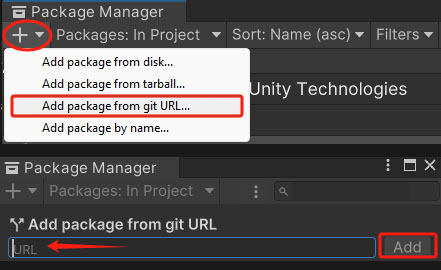 Package Manager
+ Packages: In Project Sort: Name (asc) Filters
Add package from disk...
Add package from tarball...
Add package from git URL...
Unity Technologies
Add package by name...
Package Manager
+ Packages: In Project
Add package from git URL
URL
Add